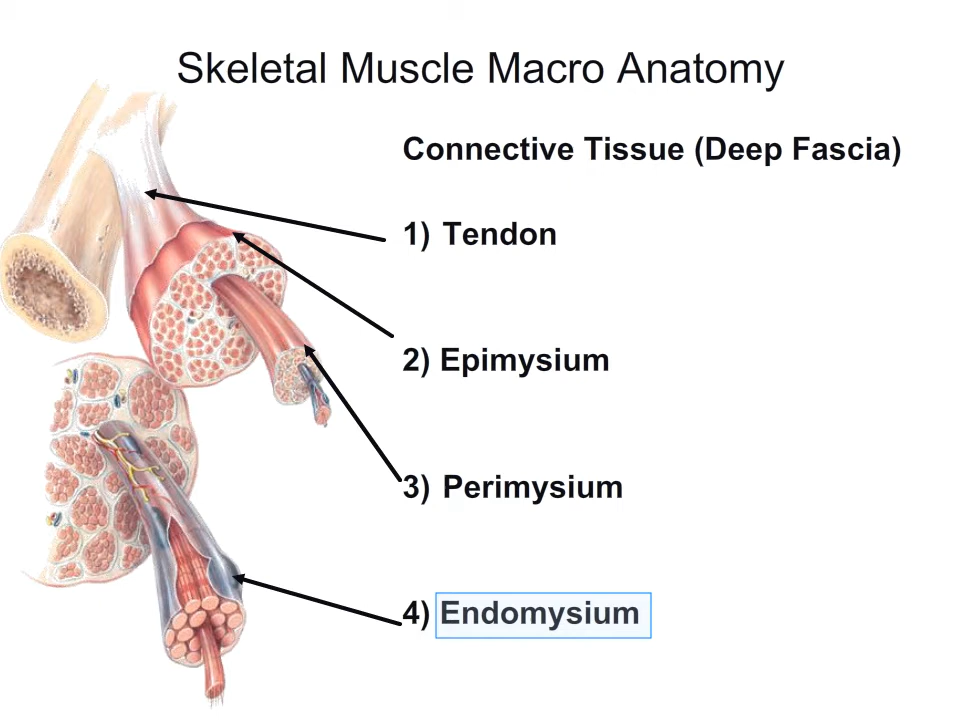 Skeletal Muscle Macro Anatomy
Connective Tissue (Deep Fascia)
1) Tendon
2) Epimysium
3) Perimysium
4) Endomysium